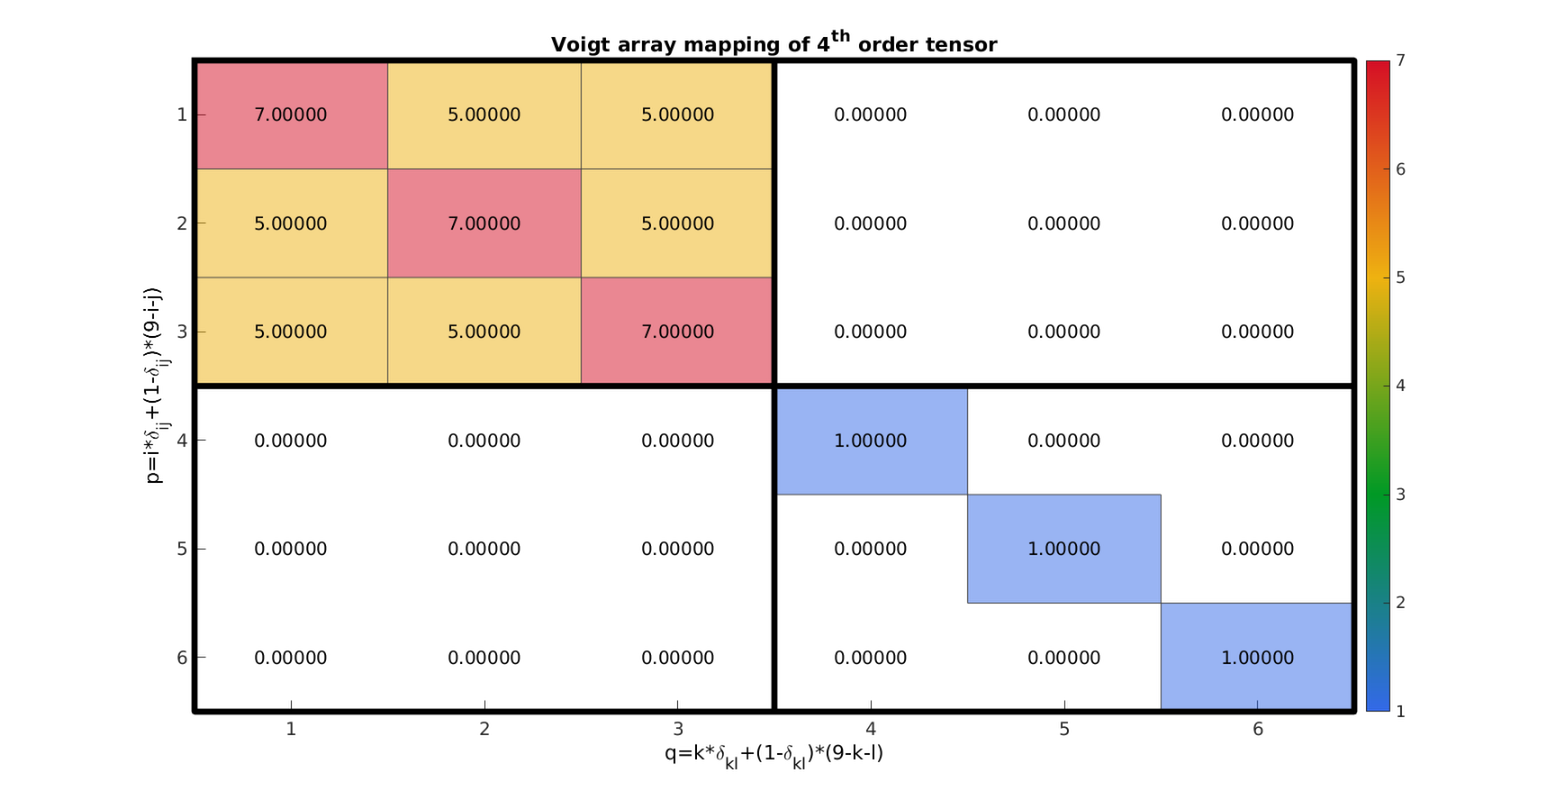 Voigt array mapping of 4th order tensor
p=i*δij+(1-δij)*(9-i-j)
1 7.00000 5.00000 5.00000 0.00000 0.00000 0.00000
2 5.00000 7.00000 5.00000 0.00000 0.00000 0.00000
3 5.00000 5.00000 7.00000 0.00000 0.00000 0.00000
4 0.00000 0.00000 0.00000 1.00000 0.00000 0.00000
5 0.00000 0.00000 0.00000 0.00000 1.00000 0.00000
6 0.00000 0.00000 0.00000 0.00000 0.00000 1.00000
1 2 3 4 5 6
q=k*δkl+(1-δkl)*(9-k-l)
7
6
5
4
3
2
1